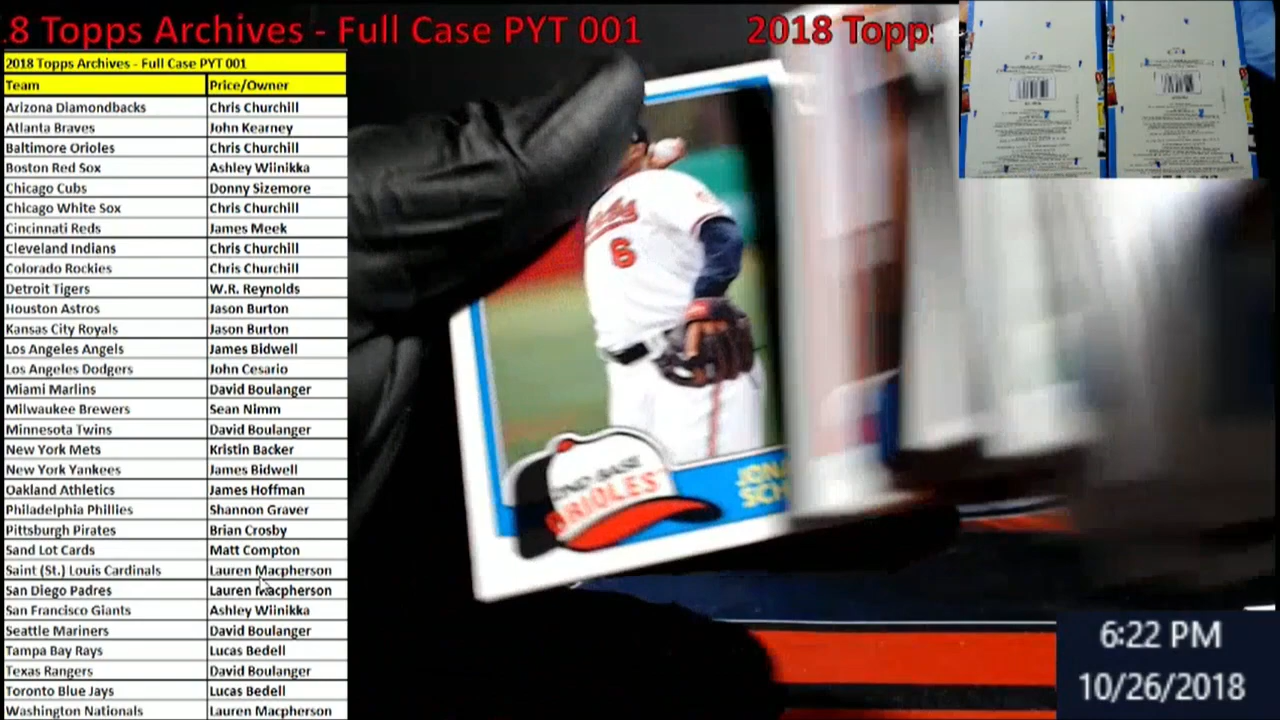 .8 Topps Archives - Full Case PYT 001 2018 Topps
2018 Topps Archives - Full Case PYT 001
Team Price/Owner
Arizona Diamondbacks Chris Churchill
Atlanta Braves John Kearney
Baltimore Orioles Chris Churchill
Boston Red Sox Ashley Wiinikka
Chicago Cubs Donny Sizemore
Chicago White Sox Chris Churchill
Cincinnati Reds James Meek
Cleveland Indians Chris Churchill
Colorado Rockies Chris Churchill
Detroit Tigers W.R. Reynolds
Houston Astros Jason Burton
Kansas City Royals Jason Burton
Los Angeles Angels James Bidwell
Los Angeles Dodgers John Cesario
Miami Marlins David Boulanger
Milwaukee Brewers Sean Nimm
Minnesota Twins David Boulanger
New York Mets Kristin Backer
New York Yankees James Bidwell
Oakland Athletics James Hoffman
Philadelphia Phillies Shannon Graver
Pittsburgh Pirates Brian Crosby
Sand Lot Cards Matt Compton
Saint (St.) Louis Cardinals Lauren Macpherson
San Diego Padres Lauren Macpherson
San Francisco Giants Ashley Wiinikka
Seattle Mariners David Boulanger
Tampa Bay Rays Lucas Bedell
Texas Rangers David Boulanger
Toronto Blue Jays Lucas Bedell
Washington Nationals Lauren Macpherson
6
2ND BASE
ORIOLES
JONA
SCH
6:22 PM
10/26/2018